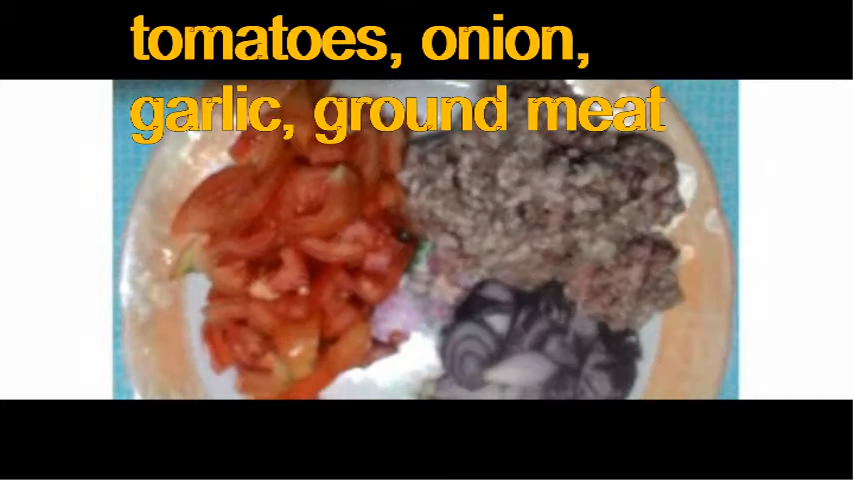 tomatoes, onion,
garlic, ground meat